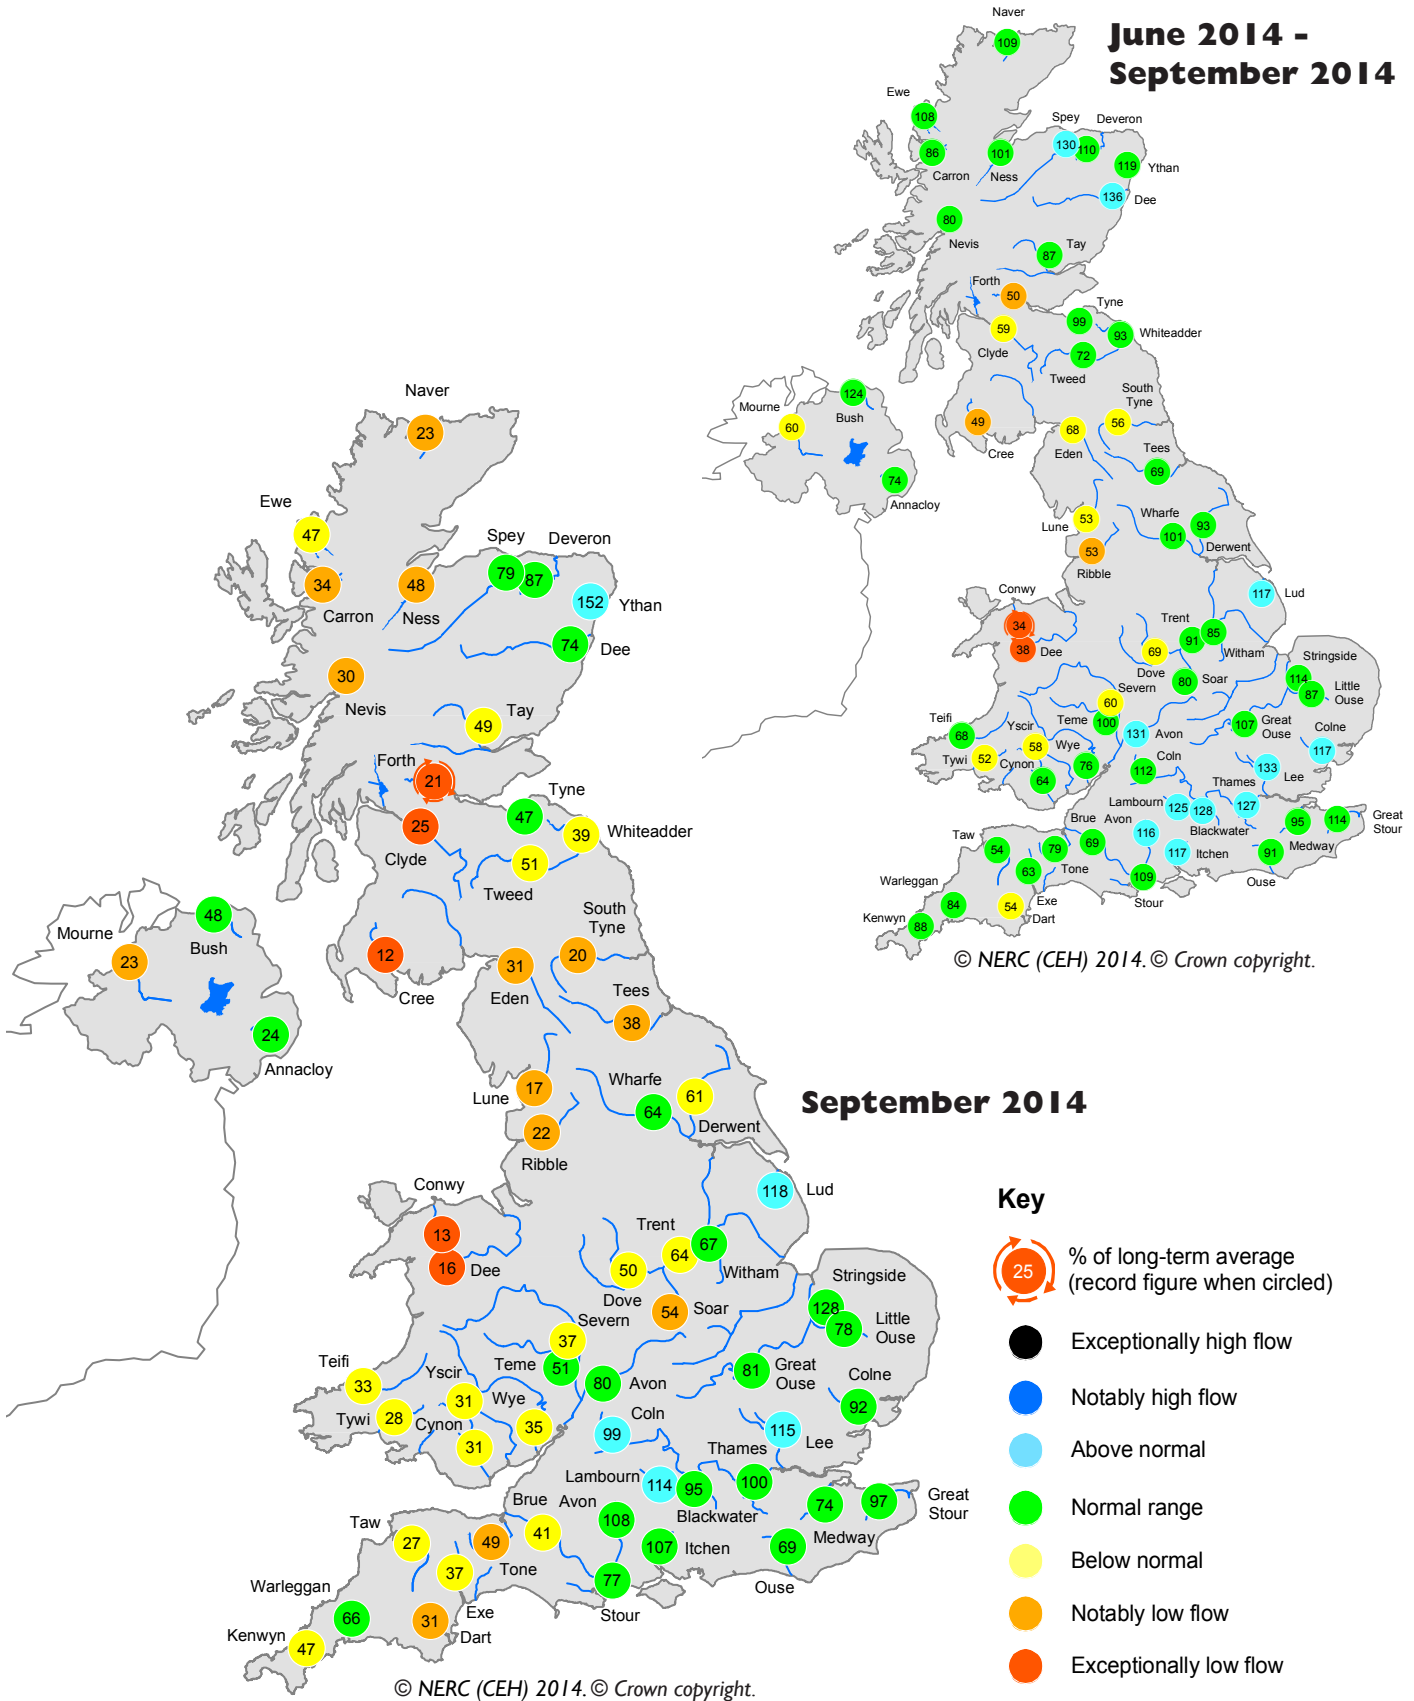 June 2014 -
September 2014
Naver
109
Ewe
108
Spey
Deveron
130
110
86
101
119
Ythan
Carron
Ness
136
Dee
80
Nevis
Tay
87
Forth
50
Tyne
59
99
93
Whiteadder
Clyde
72
Tweed
124
Mourne
60
Bush
South
Tyne
49
68
56
Cree
Eden
Tees
69
74
Annacloy
Lune
53
Wharfe
93
101
Derwent
53
Ribble
Conwy
117
Lud
34
38
Dee
Trent
91
85
Witham
69
Dove
Stringside
114
80
Soar
87
Little
Ouse
Severn
60
Teme
100
107
Great
Ouse
Teifi
68
Yscir
131
Avon
Colne
117
58
Wye
Tywi
52
Cynon
76
Coln
112
133
Lee
64
Thames
Lambourn
125
128
127
Blackwater
Brue
Avon
116
95
114
Great
Stour
Medway
Taw
54
79
69
117
Itchen
91
Ouse
63
Tone
109
Stour
Warleggan
84
Exe
54
Dart
Kenwyn
88
© NERC (CEH) 2014. © Crown copyright.
September 2014
Naver
23
Ewe
47
Spey
Deveron
79
87
34
48
152
Ythan
Carron
Ness
74
Dee
30
Nevis
49
Tay
Forth
21
Tyne
25
47
39
Whiteadder
Clyde
51
Tweed
48
Mourne
23
Bush
South
Tyne
12
31
20
Cree
Eden
Tees
38
24
Annacloy
Lune
17
Wharfe
61
64
Derwent
22
Ribble
Conwy
118
Lud
13
16
Dee
Trent
64
67
Witham
50
Dove
Stringside
128
54
Soar
78
Little
Ouse
Severn
37
Teme
51
81
Great
Ouse
Teifi
33
Yscir
80
Avon
Colne
92
31
Wye
Tywi
28
Cynon
35
Coln
99
115
Lee
31
Thames
Lambourn
114
95
100
Blackwater
Brue
Avon
108
74
97
Great
Stour
Medway
Taw
27
49
41
107
Itchen
69
Ouse
37
Tone
77
Stour
Warleggan
66
Exe
31
Dart
Kenwyn
47
© NERC (CEH) 2014. © Crown copyright.
Key
25
% of long-term average
(record figure when circled)
Exceptionally high flow
Notably high flow
Above normal
Normal range
Below normal
Notably low flow
Exceptionally low flow